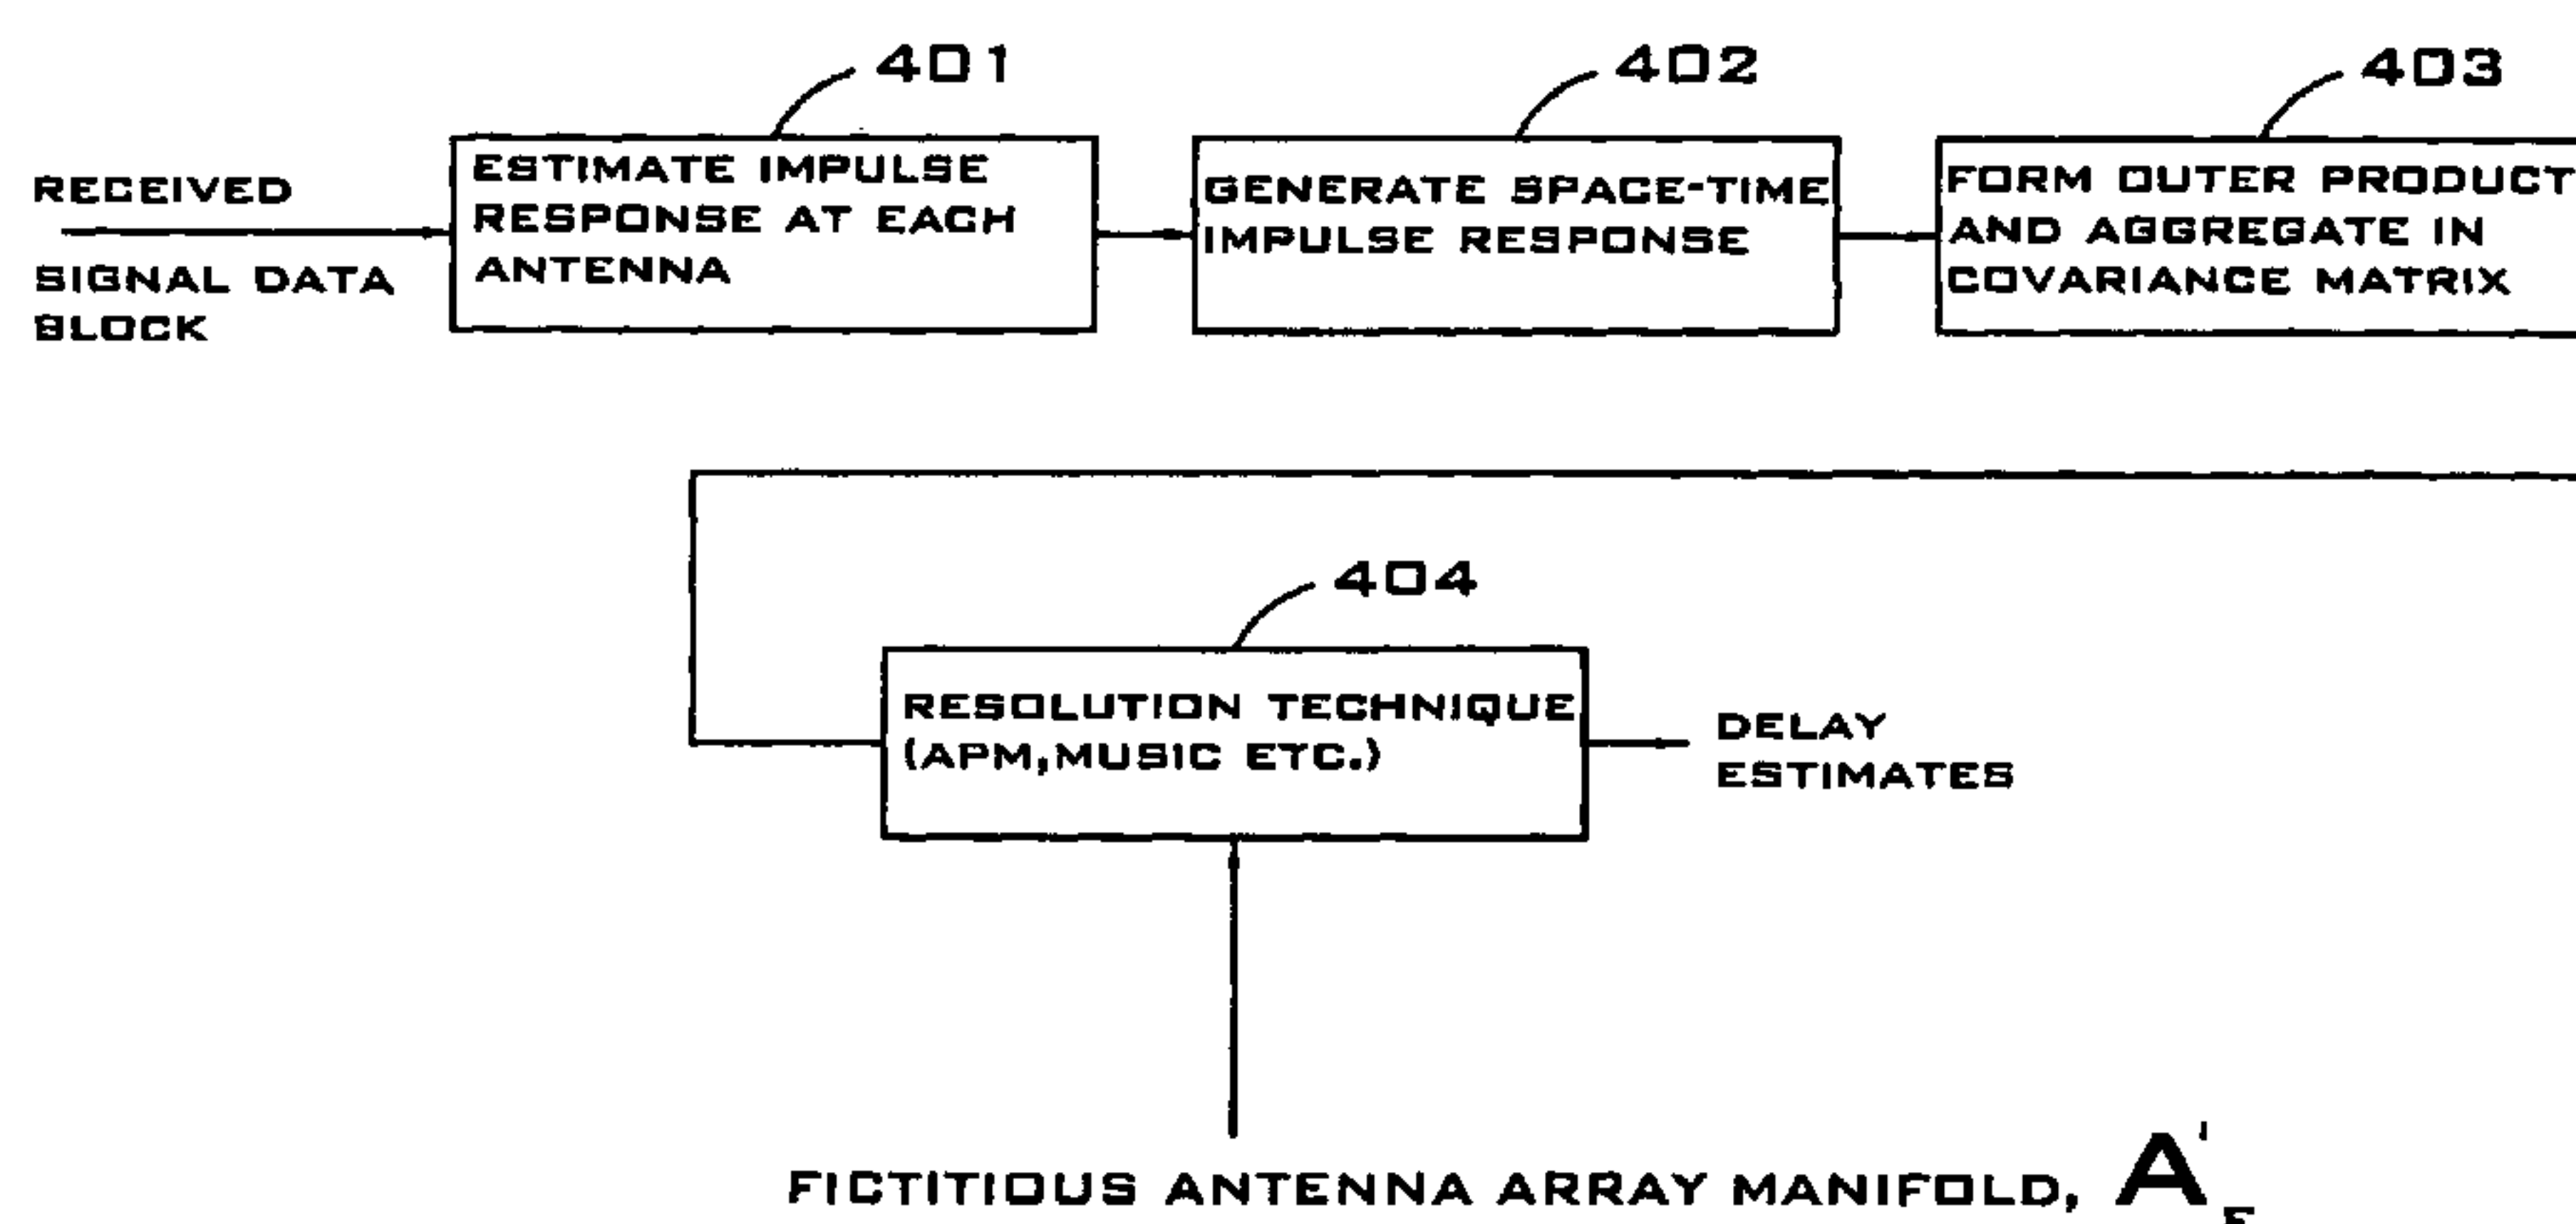 401
402
403
RECEIVED
SIGNAL DATA
BLOCK
ESTIMATE IMPULSE
RESPONSE AT EACH
ANTENNA
GENERATE SPACE-TIME
IMPULSE RESPONSE
FORM OUTER PRODUCT
AND AGGREGATE IN
COVARIANCE MATRIX
404
RESOLUTION TECHNIQUE
(APM,MUSIC ETC.)
DELAY
ESTIMATES
FICTITIOUS ANTENNA ARRAY MANIFOLD, A'